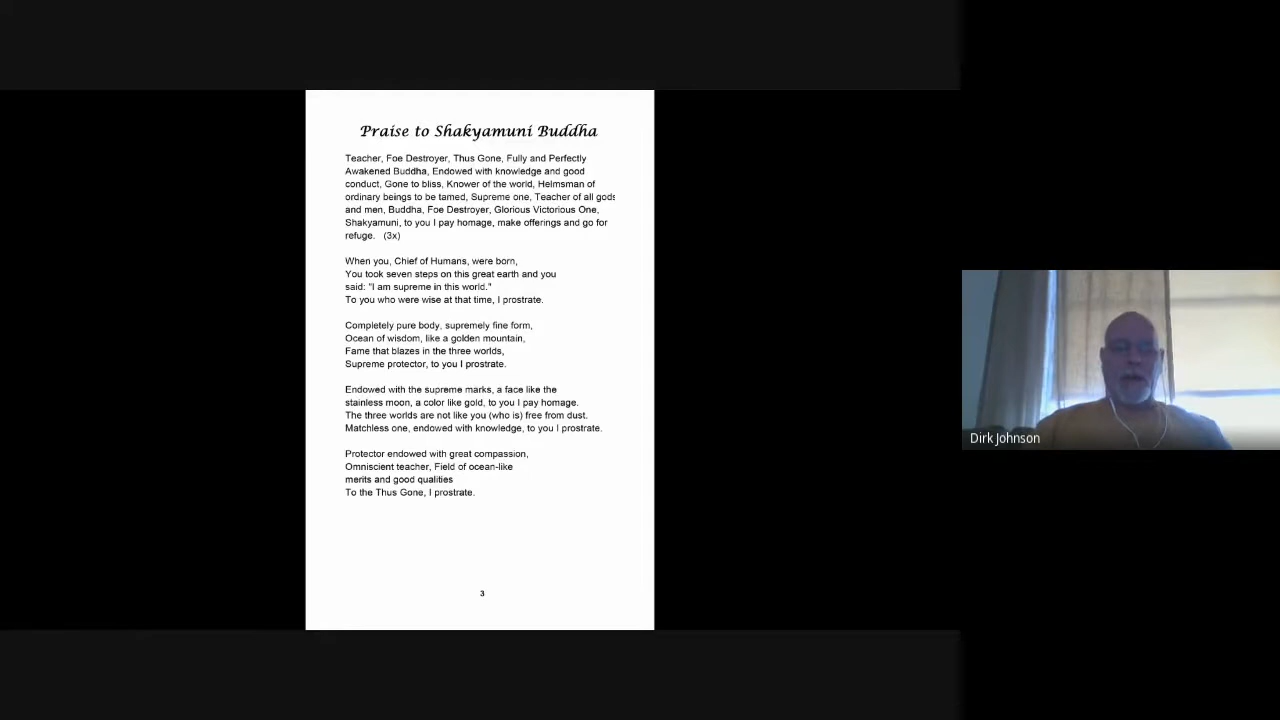 Praise to Shakyamuni Buddha
Teacher, Foe Destroyer, Thus Gone, Fully and Perfectly
Awakened Buddha, Endowed with knowledge and good
conduct, Gone to bliss, Knower of the world, Helmsman of
ordinary beings to be tamed, Supreme one, Teacher of all gods
and men, Buddha, Foe Destroyer, Glorious Victorious One,
Shakyamuni, to you I pay homage, make offerings and go for
refuge. (3x)
When you, Chief of Humans, were born,
You took seven steps on this great earth and you
said: "I am supreme in this world."
To you who were wise at that time, I prostrate.
Completely pure body, supremely fine form,
Ocean of wisdom, like a golden mountain,
Fame that blazes in the three worlds,
Supreme protector, to you I prostrate.
Endowed with the supreme marks, a face like the
stainless moon, a color like gold, to you I pay homage.
The three worlds are not like you (who is) free from dust.
Matchless one, endowed with knowledge, to you I prostrate.
Protector endowed with great compassion,
Omniscient teacher, Field of ocean-like
merits and good qualities
To the Thus Gone, I prostrate.
3
Dirk Johnson